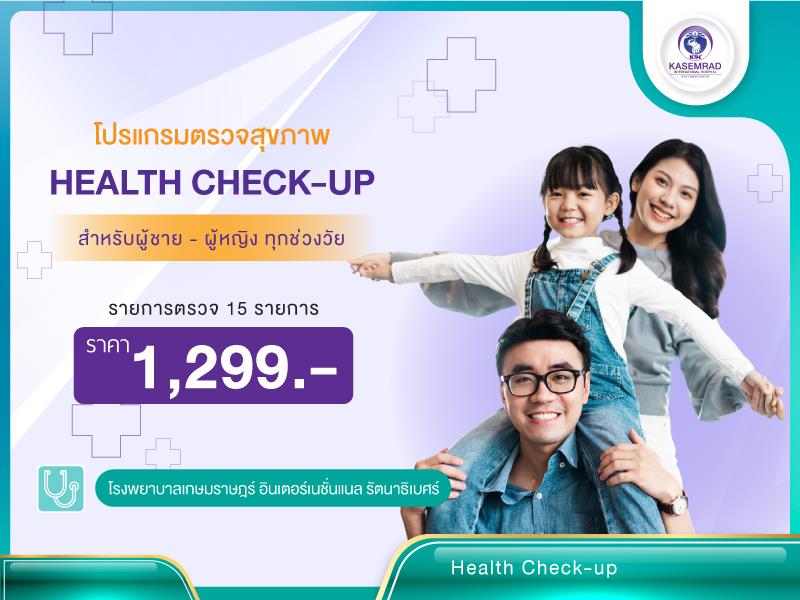 KIH
KASEMRAD
INTERNATIONAL HOSPITAL
RATTANATIBETH
โปรแกรมตรวจสุขภาพ
HEALTH CHECK-UP
สำหรับผู้ชาย - ผู้หญิง ทุกช่วงวัย
รายการตรวจ 15 รายการ
ราคา 1,299.-
โรงพยาบาลเกษมราษฎร์ อินเตอร์เนชั่นแนล รัตนาธิเบศร์
Health Check-up